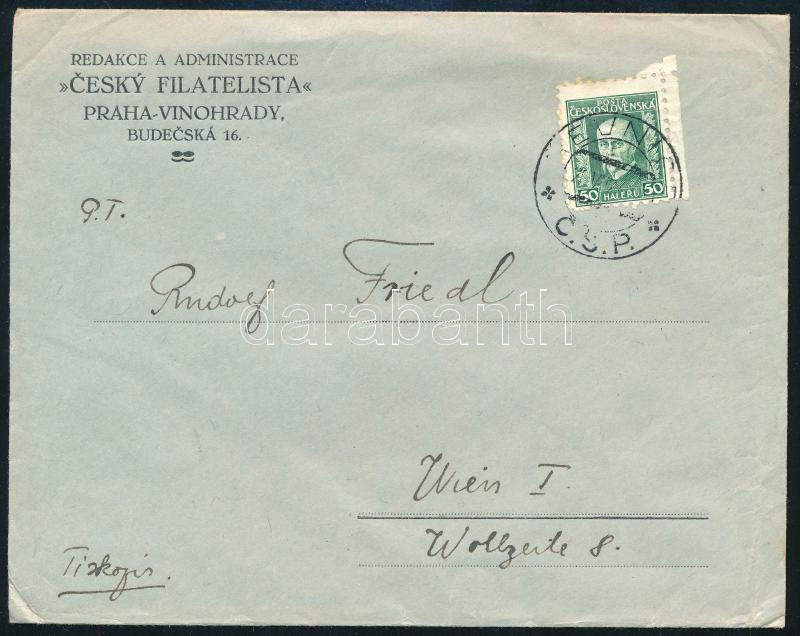 REDAKCE A ADMINISTRACE
»ČESKÝ FILATELISTA«
PRAHA-VINOHRADY,
BUDEČSKÁ 16.
POŠTA
ČESKOSLOVENSKÁ
50 HALÉŘŮ 50
Č.S.P.
P.T.
Rudolf Friedl
darabanth
Wien I.
Wollzeile 8.
Tiskopis.